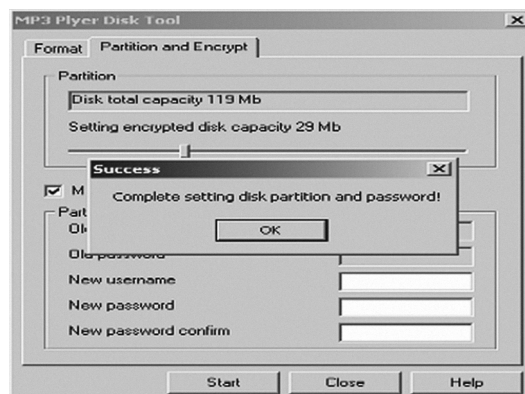 MP3 Plyer Disk Tool
Format Partition and Encrypt
Partition
Disk total capacity 119 Mb
Setting encrypted disk capacity 29 Mb
Success
Complete setting disk partition and password!
OK
M
Part
Ol
Old password
New username
New password
New password confirm
Start Close Help